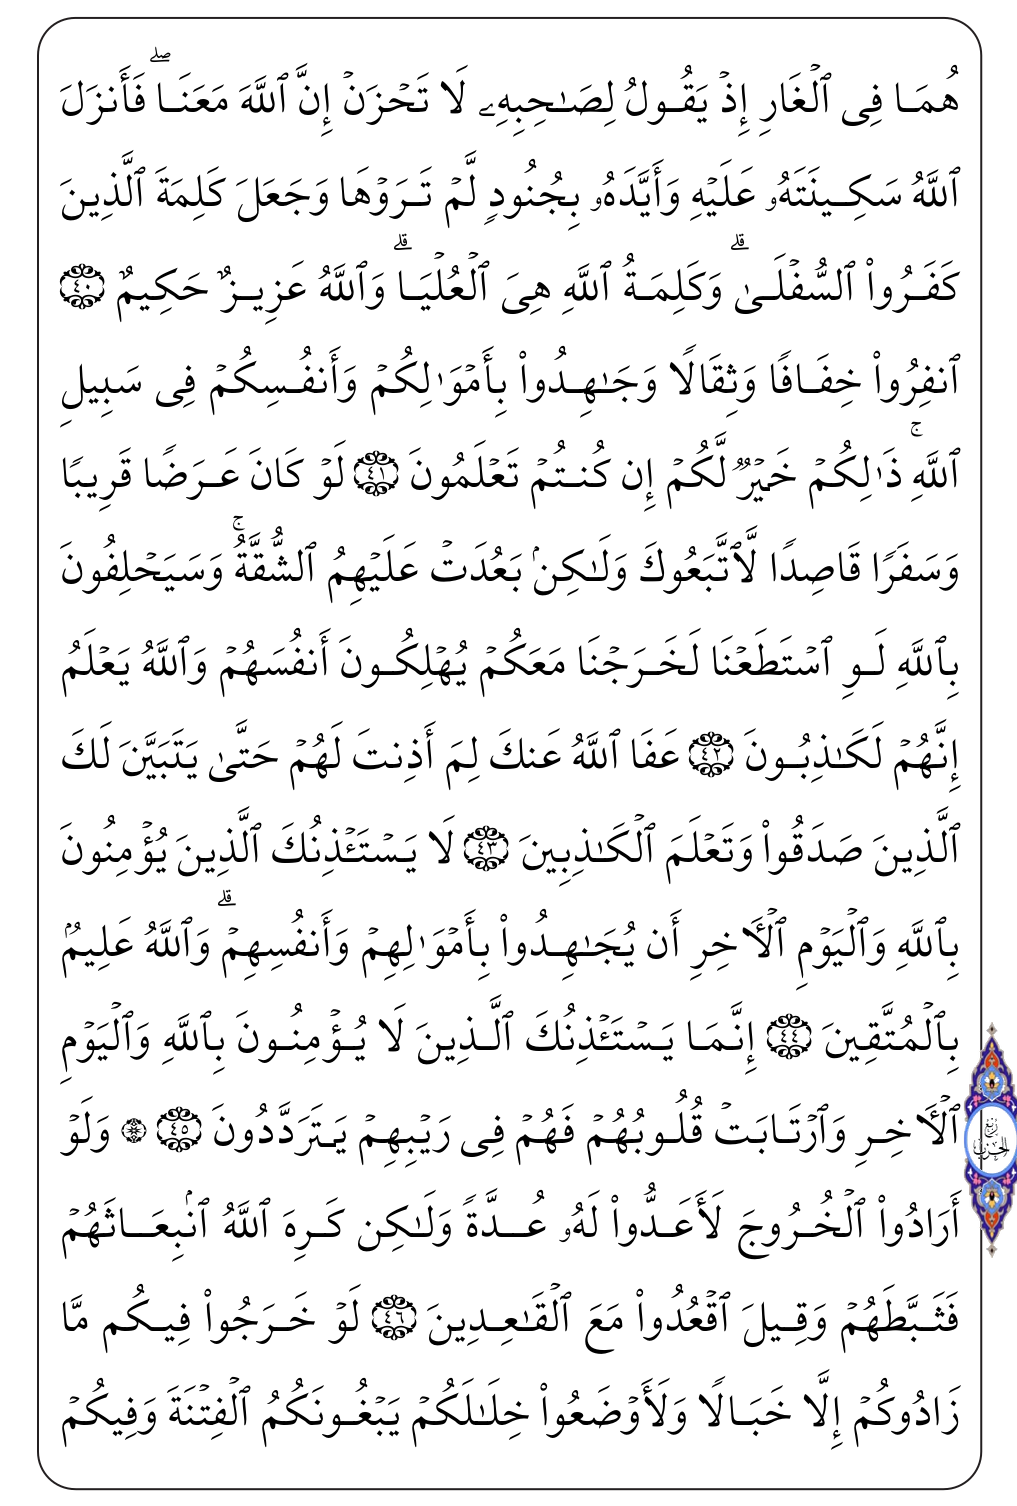 هُمَا فِى ٱلْغَارِ إِذْ يَقُولُ لِصَٰحِبِهِۦ لَا تَحْزَنْ إِنَّ ٱللَّهَ مَعَنَا ۖ فَأَنزَلَ
ٱللَّهُ سَكِينَتَهُۥ عَلَيْهِ وَأَيَّدَهُۥ بِجُنُودٍ لَّمْ تَرَوْهَا وَجَعَلَ كَلِمَةَ ٱلَّذِينَ
كَفَرُوا۟ ٱلسُّفْلَىٰ ۗ وَكَلِمَةُ ٱللَّهِ هِىَ ٱلْعُلْيَا ۗ وَٱللَّهُ عَزِيزٌ حَكِيمٌ ٤٠
ٱنفِرُوا۟ خِفَافًا وَثِقَالًا وَجَٰهِدُوا۟ بِأَمْوَٰلِكُمْ وَأَنفُسِكُمْ فِى سَبِيلِ
ٱللَّهِ ۚ ذَٰلِكُمْ خَيْرٌ لَّكُمْ إِن كُنتُمْ تَعْلَمُونَ ٤١ لَوْ كَانَ عَرَضًا قَرِيبًا
وَسَفَرًا قَاصِدًا لَّٱتَّبَعُوكَ وَلَٰكِنۢ بَعُدَتْ عَلَيْهِمُ ٱلشُّقَّةُ ۚ وَسَيَحْلِفُونَ
بِٱللَّهِ لَوِ ٱسْتَطَعْنَا لَخَرَجْنَا مَعَكُمْ يُهْلِكُونَ أَنفُسَهُمْ وَٱللَّهُ يَعْلَمُ
إِنَّهُمْ لَكَٰذِبُونَ ٤٢ عَفَا ٱللَّهُ عَنكَ لِمَ أَذِنتَ لَهُمْ حَتَّىٰ يَتَبَيَّنَ لَكَ
ٱلَّذِينَ صَدَقُوا۟ وَتَعْلَمَ ٱلْكَٰذِبِينَ ٤٣ لَا يَسْتَـْٔذِنُكَ ٱلَّذِينَ يُؤْمِنُونَ
بِٱللَّهِ وَٱلْيَوْمِ ٱلْـَٔاخِرِ أَن يُجَٰهِدُوا۟ بِأَمْوَٰلِهِمْ وَأَنفُسِهِمْ ۗ وَٱللَّهُ عَلِيمٌۢ
بِٱلْمُتَّقِينَ ٤٤ إِنَّمَا يَسْتَـْٔذِنُكَ ٱلَّذِينَ لَا يُؤْمِنُونَ بِٱللَّهِ وَٱلْيَوْمِ
ٱلْـَٔاخِرِ وَٱرْتَابَتْ قُلُوبُهُمْ فَهُمْ فِى رَيْبِهِمْ يَتَرَدَّدُونَ ٤٥ ۞ وَلَوْ
ربع الحزب
أَرَادُوا۟ ٱلْخُرُوجَ لَأَعَدُّوا۟ لَهُۥ عُدَّةً وَلَٰكِن كَرِهَ ٱللَّهُ ٱنۢبِعَاثَهُمْ
فَثَبَّطَهُمْ وَقِيلَ ٱقْعُدُوا۟ مَعَ ٱلْقَٰعِدِينَ ٤٦ لَوْ خَرَجُوا۟ فِيكُم مَّا
زَادُوكُمْ إِلَّا خَبَالًا وَلَأَوْضَعُوا۟ خِلَٰلَكُمْ يَبْغُونَكُمُ ٱلْفِتْنَةَ وَفِيكُمْ